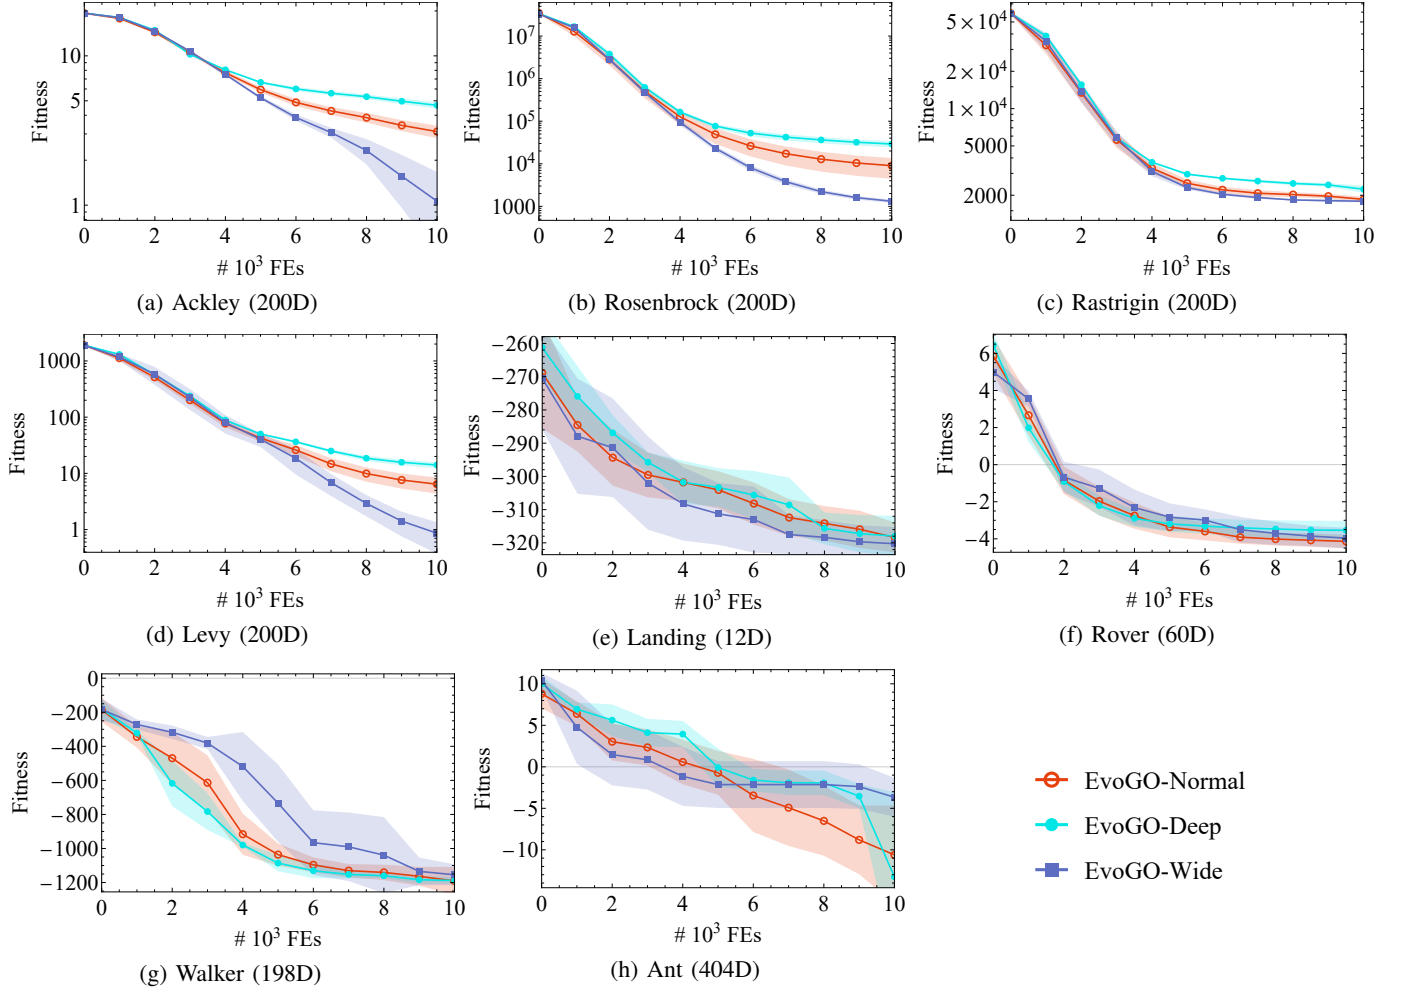 Fitness
10
5
1
0 2 4 6 8 10
# 10³ FEs
(a) Ackley (200D)
Fitness
10⁷
10⁶
10⁵
10⁴
1000
0 2 4 6 8 10
# 10³ FEs
(b) Rosenbrock (200D)
Fitness
5×10⁴
2×10⁴
1×10⁴
5000
2000
0 2 4 6 8 10
# 10³ FEs
(c) Rastrigin (200D)
Fitness
1000
100
10
1
0 2 4 6 8 10
# 10³ FEs
(d) Levy (200D)
Fitness
−260
−270
−280
−290
−300
−310
−320
0 2 4 6 8 10
# 10³ FEs
(e) Landing (12D)
Fitness
6
4
2
0
−2
−4
0 2 4 6 8 10
# 10³ FEs
(f) Rover (60D)
Fitness
0
−200
−400
−600
−800
−1000
−1200
0 2 4 6 8 10
# 10³ FEs
(g) Walker (198D)
Fitness
10
5
0
−5
−10
0 2 4 6 8 10
# 10³ FEs
(h) Ant (404D)
EvoGO-Normal
EvoGO-Deep
EvoGO-Wide